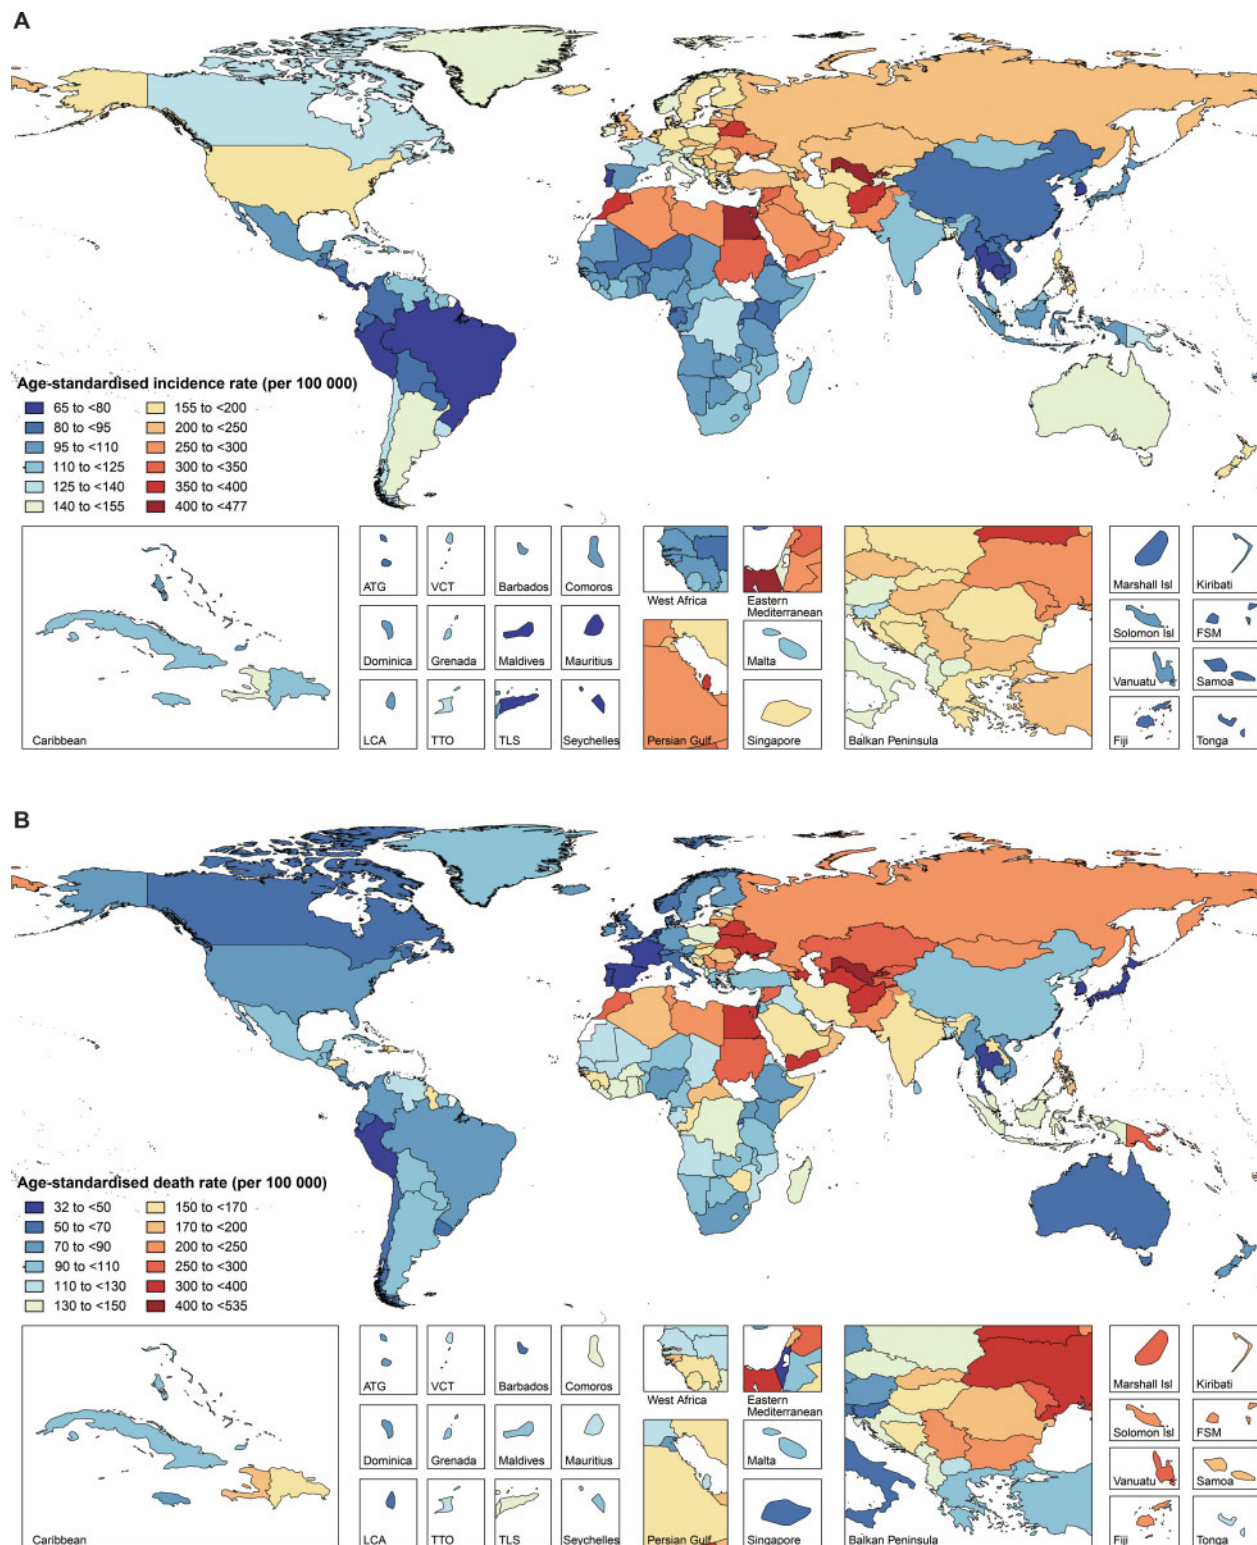 A
Age-standardised incidence rate (per 100 000)
65 to <80
155 to <200
80 to <95
200 to <250
95 to <110
250 to <300
110 to <125
300 to <350
125 to <140
350 to <400
140 to <155
400 to <477
Caribbean
ATG
VCT
Barbados
Comoros
Dominica
Grenada
Maldives
Mauritius
LCA
TTO
TLS
Seychelles
West Africa
Eastern
Mediterranean
Persian Gulf
Malta
Singapore
Balkan Peninsula
Marshall Isl
Kiribati
Solomon Isl
FSM
Vanuatu
Samoa
Fiji
Tonga
B
Age-standardised death rate (per 100 000)
32 to <50
150 to <170
50 to <70
170 to <200
70 to <90
200 to <250
90 to <110
250 to <300
110 to <130
300 to <400
130 to <150
400 to <535
Caribbean
ATG
VCT
Barbados
Comoros
Dominica
Grenada
Maldives
Mauritius
LCA
TTO
TLS
Seychelles
West Africa
Eastern
Mediterranean
Persian Gulf
Malta
Singapore
Balkan Peninsula
Marshall Isl
Kiribati
Solomon Isl
FSM
Vanuatu
Samoa
Fiji
Tonga